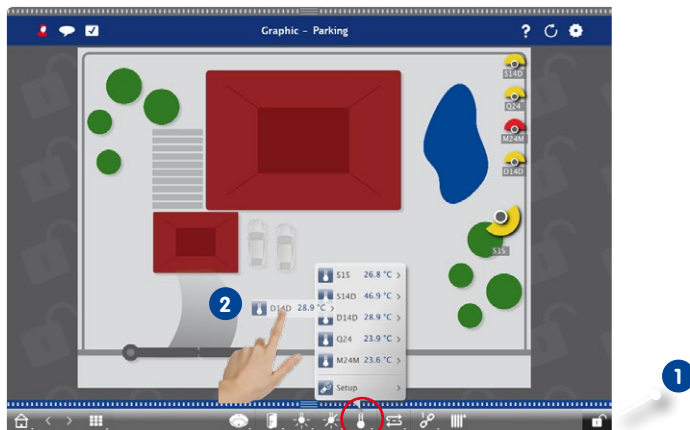 Graphic – Parking
?
S14D
Q24
M24M
D14D
S15
S15 26.8 °C >
S14D 46.9 °C >
2
D14D 28.9 °C >
D14D 28.9 °C >
Q24 23.9 °C >
M24M 23.6 °C >
Setup >
1